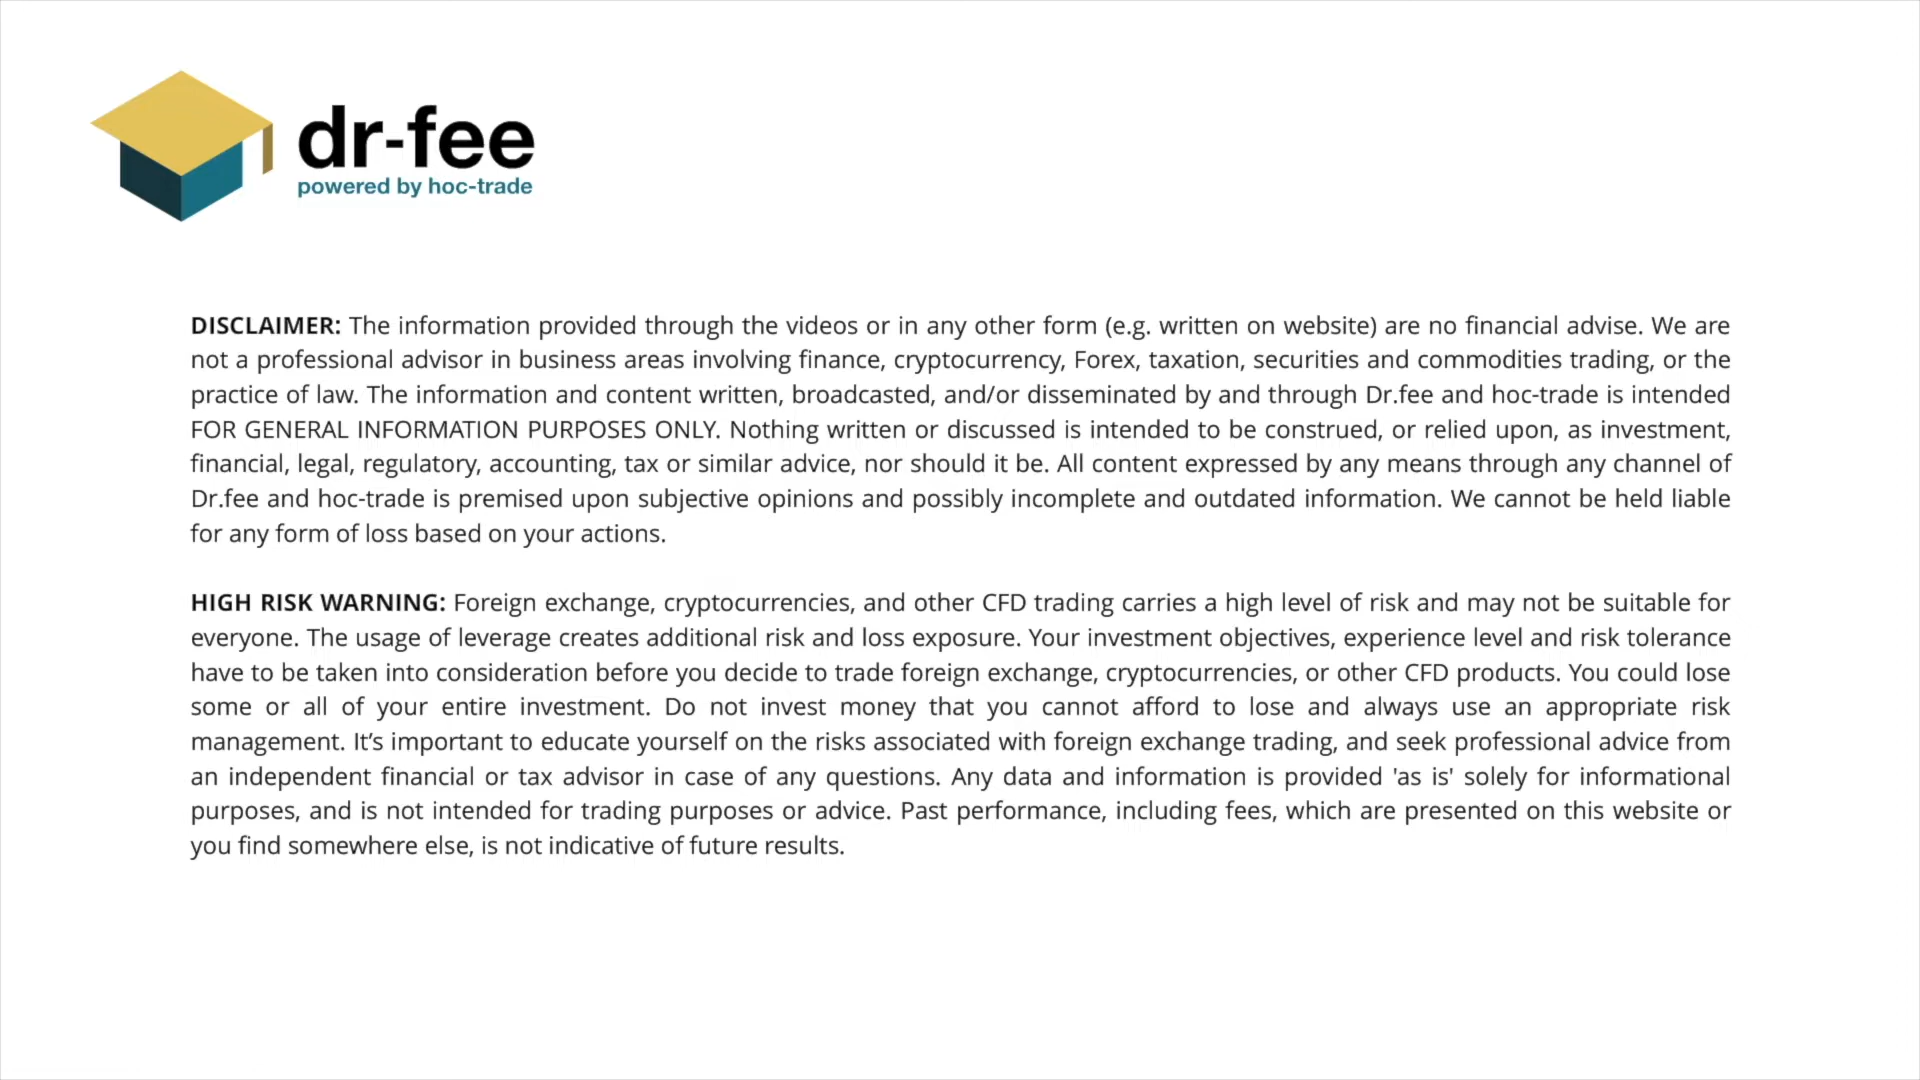 dr-fee
powered by hoc-trade
DISCLAIMER: The information provided through the videos or in any other form (e.g. written on website) are no financial advise. We are
not a professional advisor in business areas involving finance, cryptocurrency, Forex, taxation, securities and commodities trading, or the
practice of law. The information and content written, broadcasted, and/or disseminated by and through Dr.fee and hoc-trade is intended
FOR GENERAL INFORMATION PURPOSES ONLY. Nothing written or discussed is intended to be construed, or relied upon, as investment,
financial, legal, regulatory, accounting, tax or similar advice, nor should it be. All content expressed by any means through any channel of
Dr.fee and hoc-trade is premised upon subjective opinions and possibly incomplete and outdated information. We cannot be held liable
for any form of loss based on your actions.
HIGH RISK WARNING: Foreign exchange, cryptocurrencies, and other CFD trading carries a high level of risk and may not be suitable for
everyone. The usage of leverage creates additional risk and loss exposure. Your investment objectives, experience level and risk tolerance
have to be taken into consideration before you decide to trade foreign exchange, cryptocurrencies, or other CFD products. You could lose
some or all of your entire investment. Do not invest money that you cannot afford to lose and always use an appropriate risk
management. It’s important to educate yourself on the risks associated with foreign exchange trading, and seek professional advice from
an independent financial or tax advisor in case of any questions. Any data and information is provided 'as is' solely for informational
purposes, and is not intended for trading purposes or advice. Past performance, including fees, which are presented on this website or
you find somewhere else, is not indicative of future results.